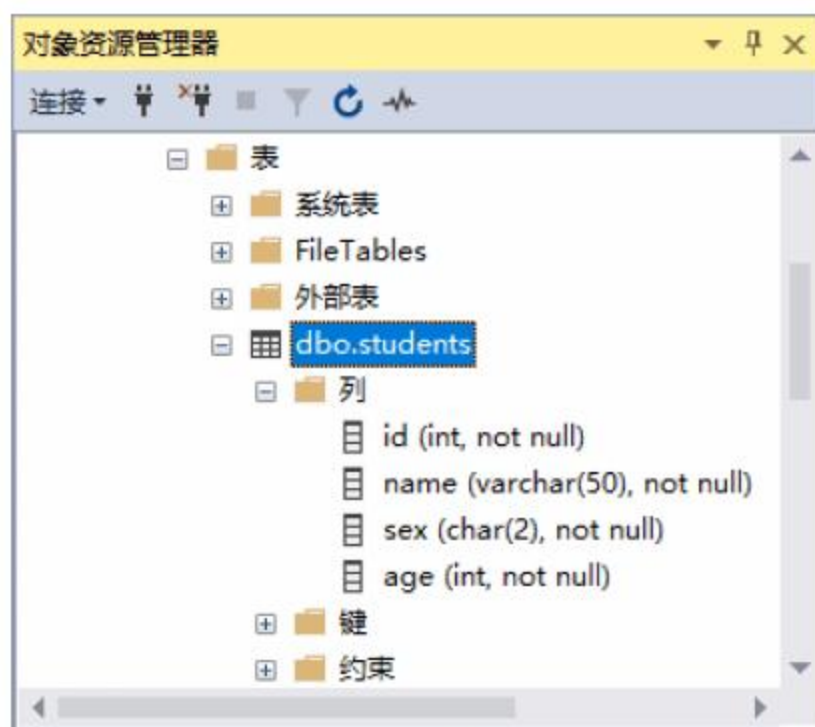 对象资源管理器
连接
表
系统表
FileTables
外部表
dbo.students
列
id (int, not null)
name (varchar(50), not null)
sex (char(2), not null)
age (int, not null)
键
约束